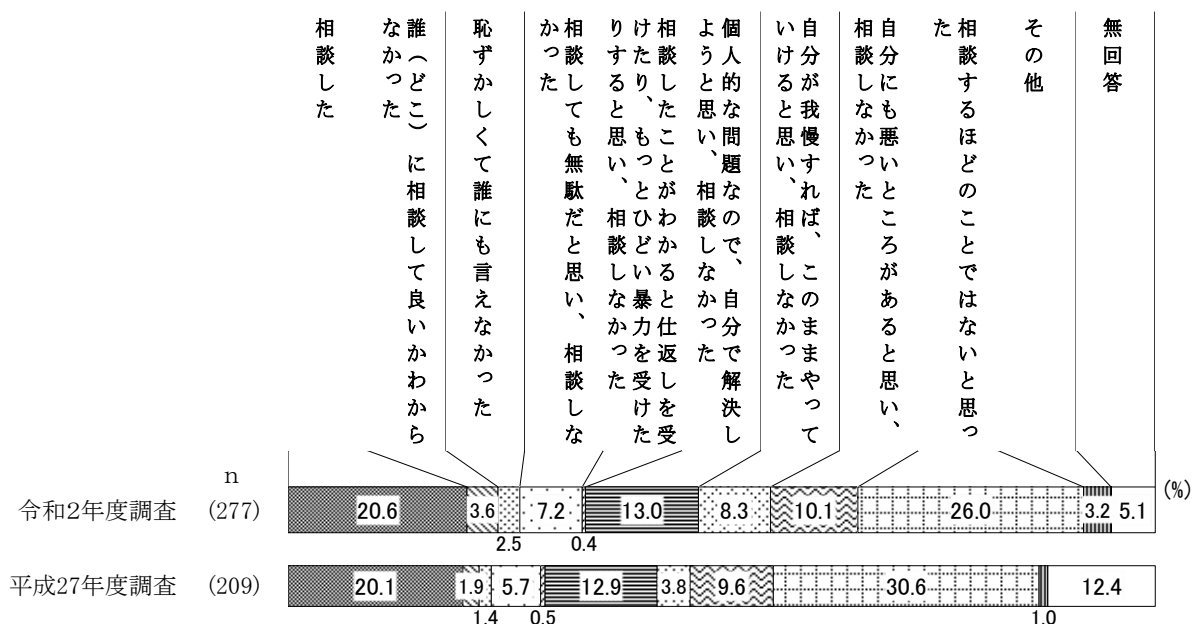 相談した
誰（どこ）に相談して良いかわから
なかった
恥ずかしくて誰にも言えなかった
相談しても無駄だと思い、相談しな
かった
相談したことがわかると仕返しを受
けたり、もっとひどい暴力を受けた
りすると思い、相談しなかった
個人的な問題なので、自分で解決し
ようと思い、相談しなかった
自分が我慢すれば、このままやって
いけると思い、相談しなかった
自分にも悪いところがあると思い、
相談しなかった
相談するほどのことではないと思っ
た
その他
無回答
n
(%)
令和2年度調査 (277) 20.6 3.6 7.2 13.0 8.3 10.1 26.0 3.2 5.1
2.5 0.4
平成27年度調査 (209) 20.1 1.9 5.7 12.9 3.8 9.6 30.6 12.4
1.4 0.5 1.0